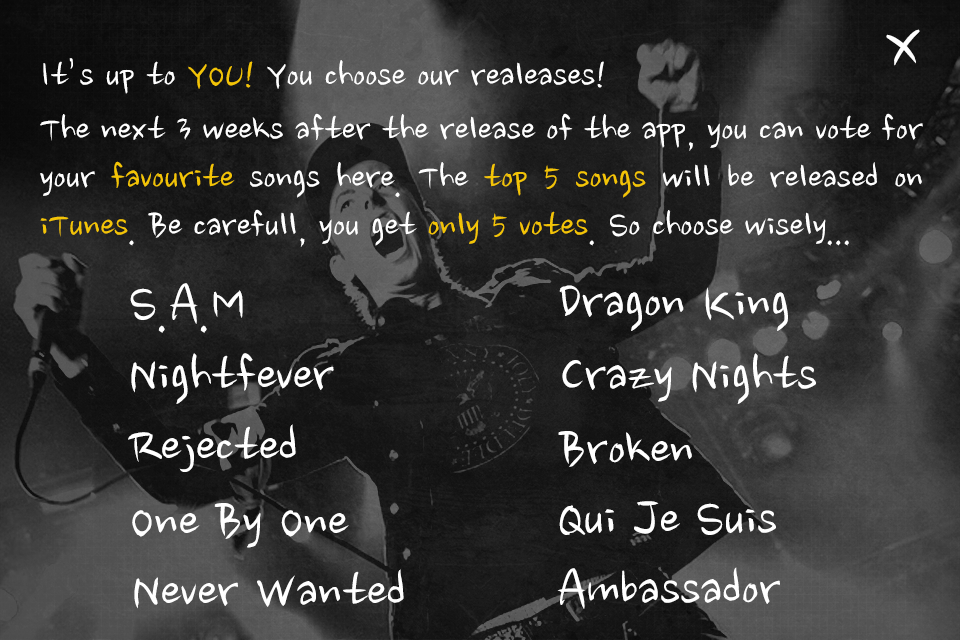 It's up to YOU! You choose our realeases!
The next 3 weeks after the release of the app, you can vote for
your favourite songs here. The top 5 songs will be released on
iTunes. Be carefull, you get only 5 votes. So choose wisely...
S.A.M
Dragon King
Nightfever
Crazy Nights
Rejected
Broken
One By One
Qui Je Suis
Never Wanted
Ambassador